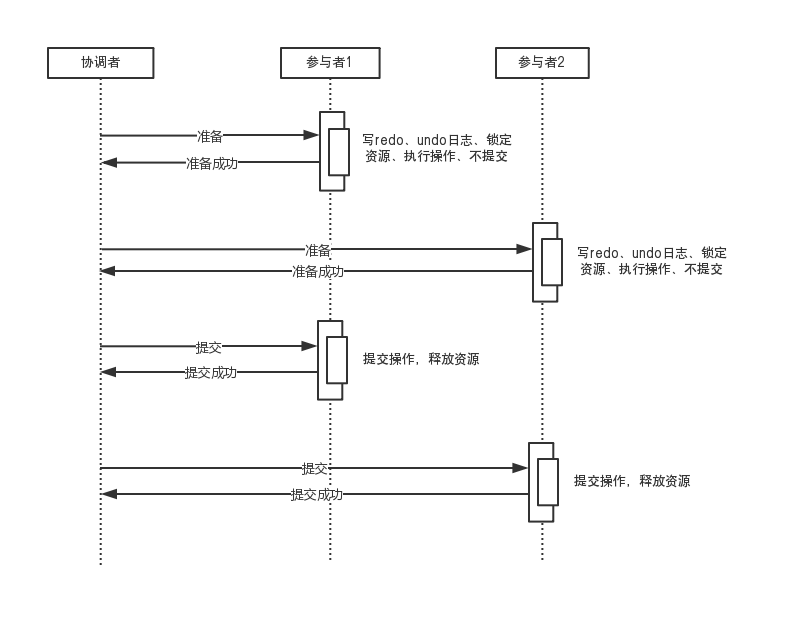 协调者
参与者1
参与者2
准备
写redo、undo日志、锁定
资源、执行操作、不提交
准备成功
准备
写redo、undo日志、锁定
资源、执行操作、不提交
准备成功
提交
提交操作，释放资源
提交成功
提交
提交操作，释放资源
提交成功